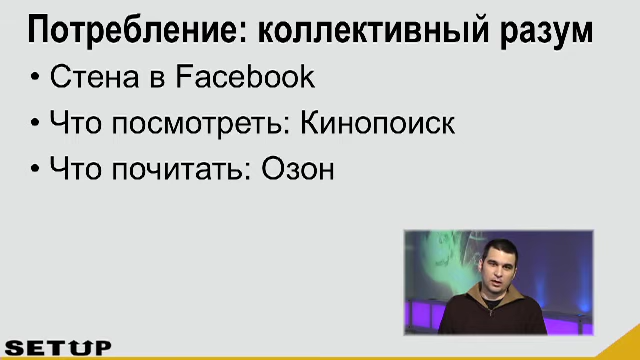 Потребление: коллективный разум
• Стена в Facebook
• Что посмотреть: Кинопоиск
• Что почитать: Озон
SETUP